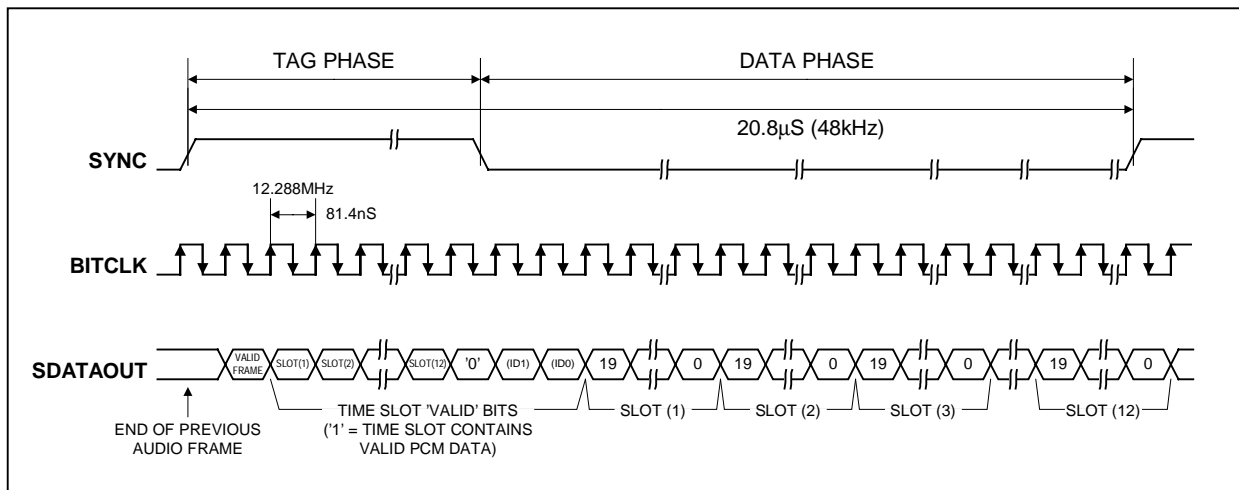 TAG PHASE DATA PHASE
20.8µS (48kHz)
SYNC
12.288MHz
81.4nS
BITCLK
SDATAOUT
VALID FRAME SLOT(1) SLOT(2) SLOT(12) '0' (ID1) (ID0) 19 0 19 0 19 0 19 0
TIME SLOT 'VALID' BITS
('1' = TIME SLOT CONTAINS
VALID PCM DATA)
SLOT (1) SLOT (2) SLOT (3) SLOT (12)
END OF PREVIOUS
AUDIO FRAME